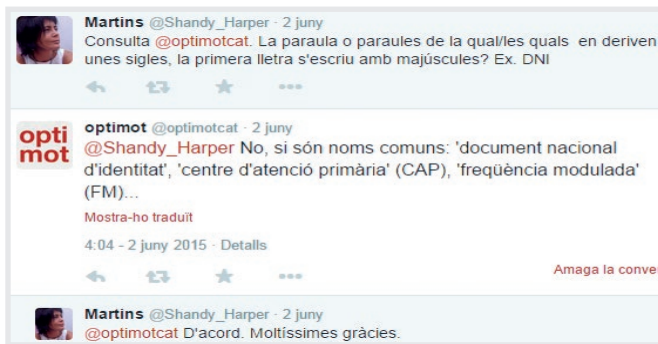 Martins @Shandy_Harper · 2 juny
Consulta @optimotcat. La paraula o paraules de la qual/les quals en deriven
unes sigles, la primera lletra s'escriu amb majúscules? Ex. DNI
opti
mot
optimot @optimotcat · 2 juny
@Shandy_Harper No, si són noms comuns: 'document nacional
d'identitat', 'centre d'atenció primària' (CAP), 'freqüència modulada'
(FM)...
Mostra-ho traduït
4:04 - 2 juny 2015 · Detalls
Amaga la conve
Martins @Shandy_Harper · 2 juny
@optimotcat D'acord. Moltíssimes gràcies.